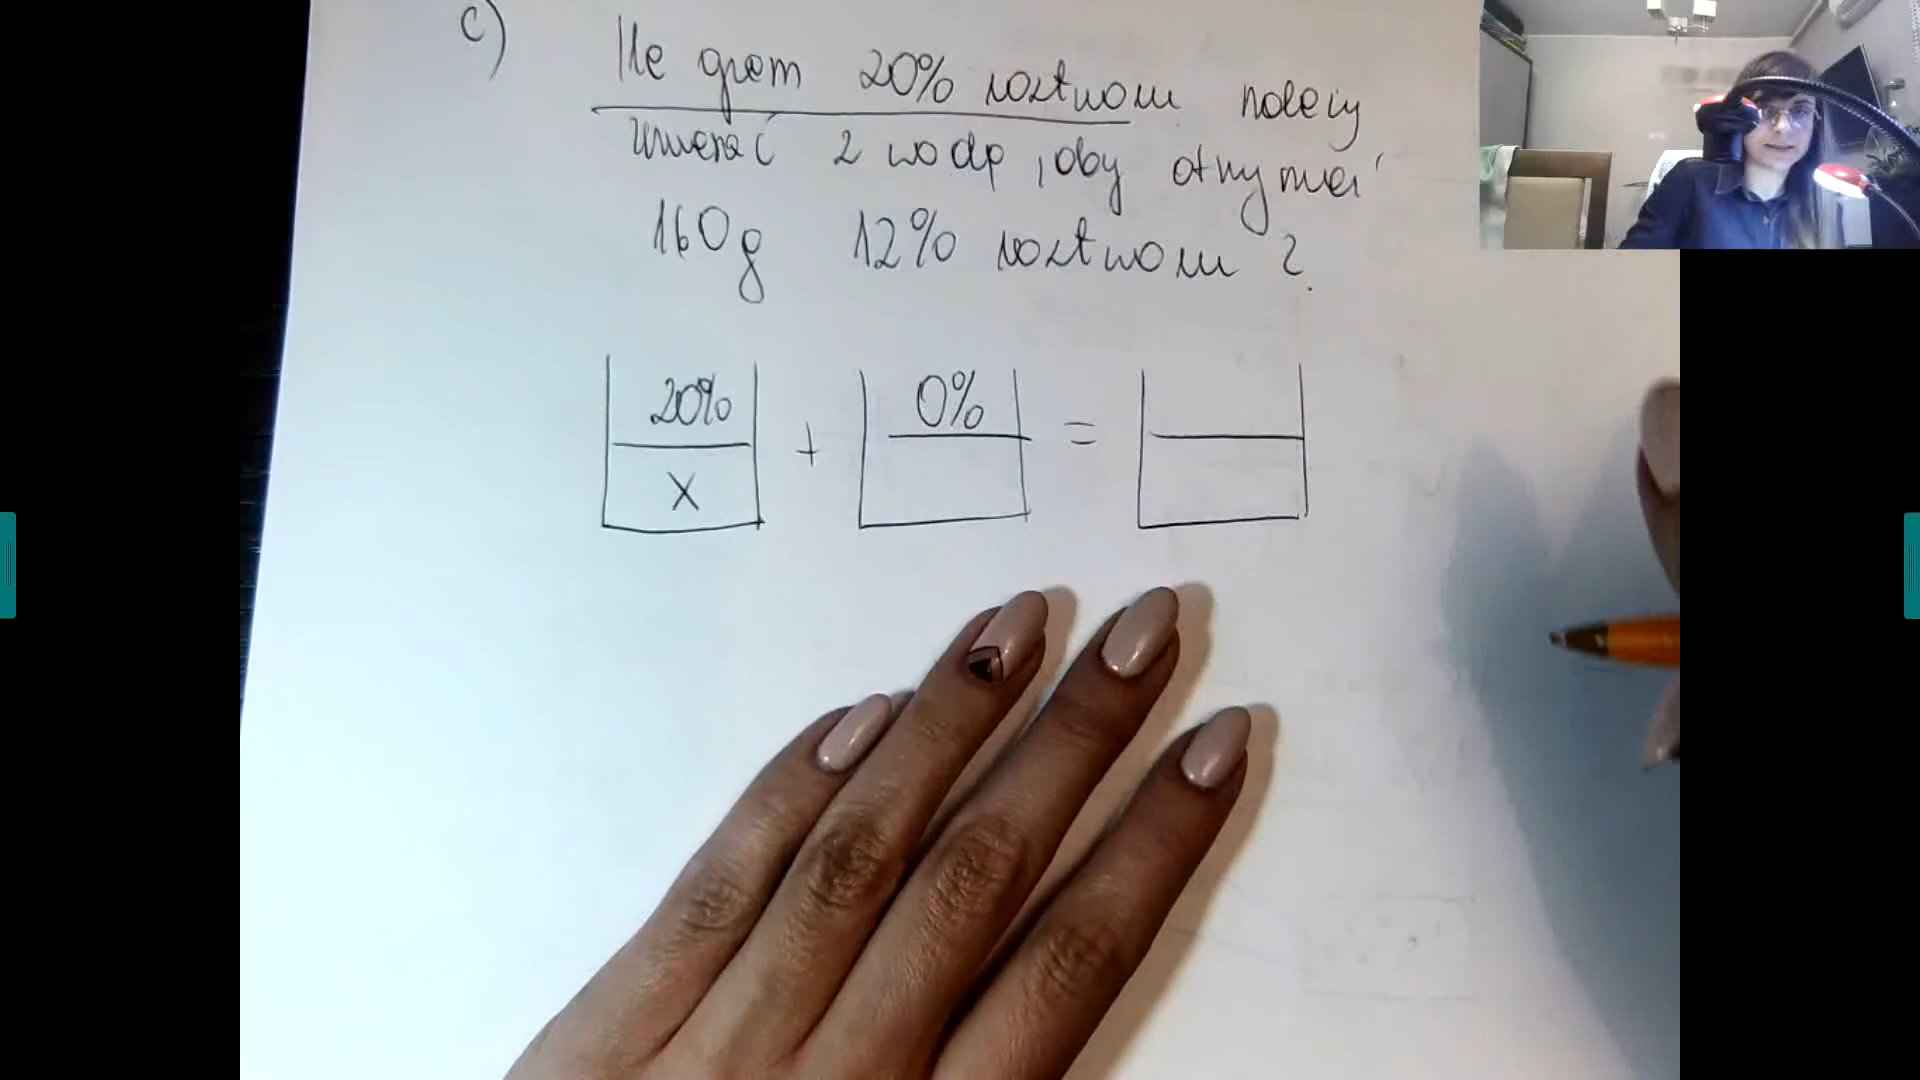 c)
Ile gram 20% roztworu należy
zmieszać z wodą, aby otrzymać
160g 12% roztworu?
20% + 0% =
x